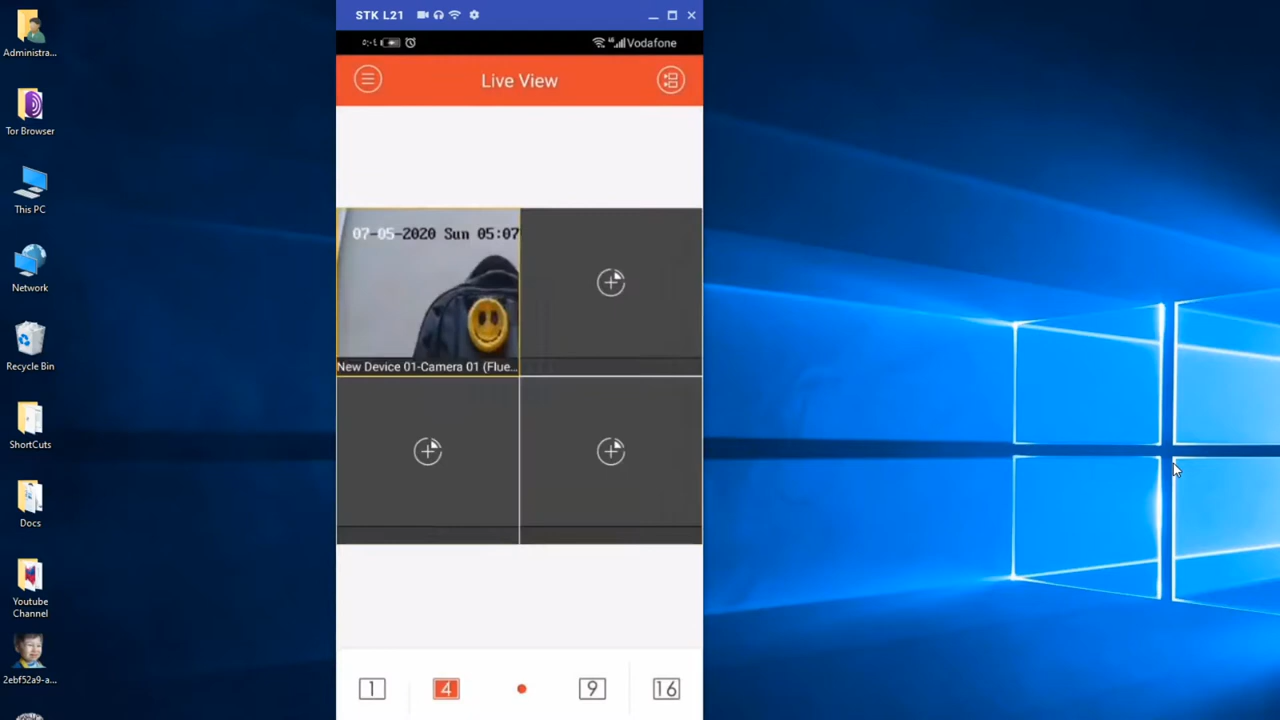 STK L21
Vodafone
Live View
07-05-2020 Sun 05:07
New Device 01-Camera 01 (Flue...
1
4
9
16
Administra...
Tor Browser
This PC
Network
Recycle Bin
ShortCuts
Docs
Youtube
Channel
2ebf52a9-a...